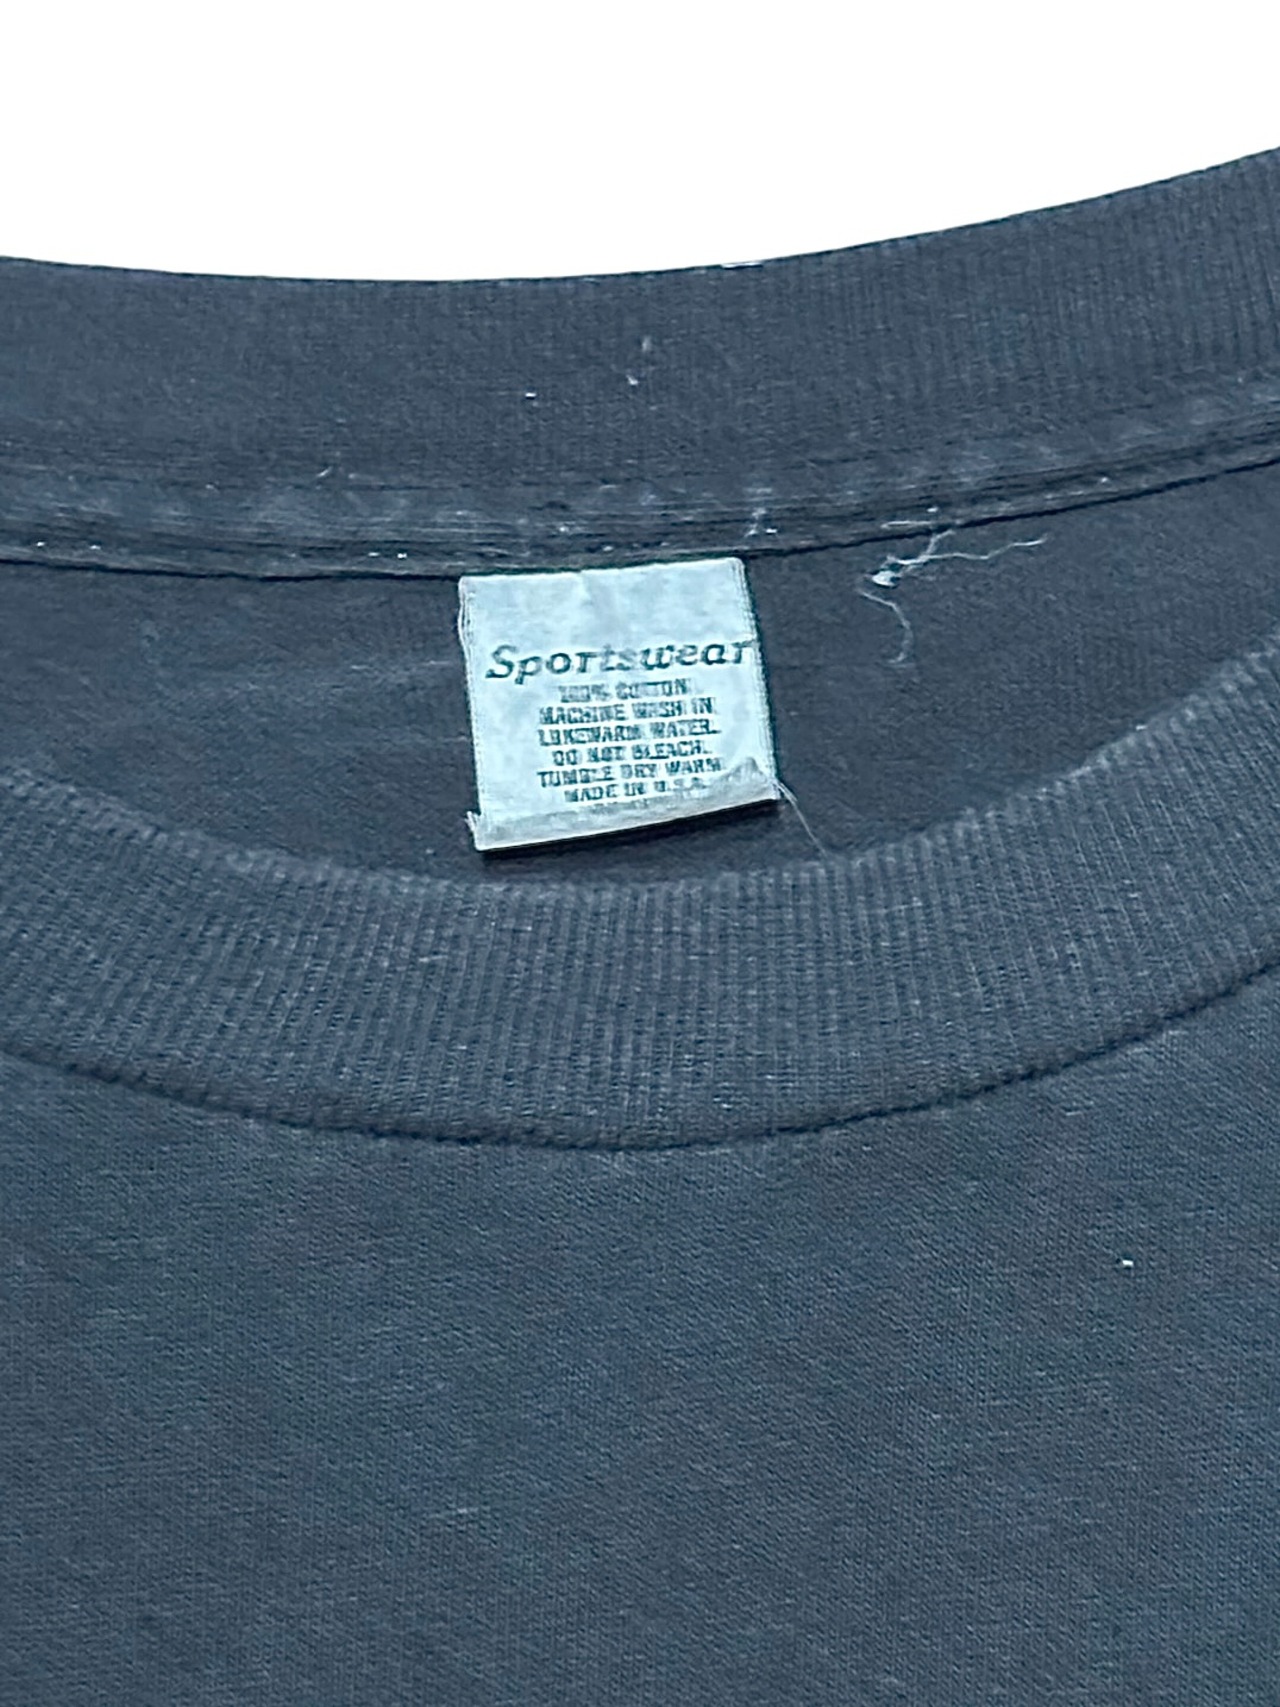 Sportswear
100% COTTON
MACHINE WASH IN
LUKEWARM WATER.
DO NOT BLEACH.
TUMBLE DRY WARM
MADE IN U.S.A.